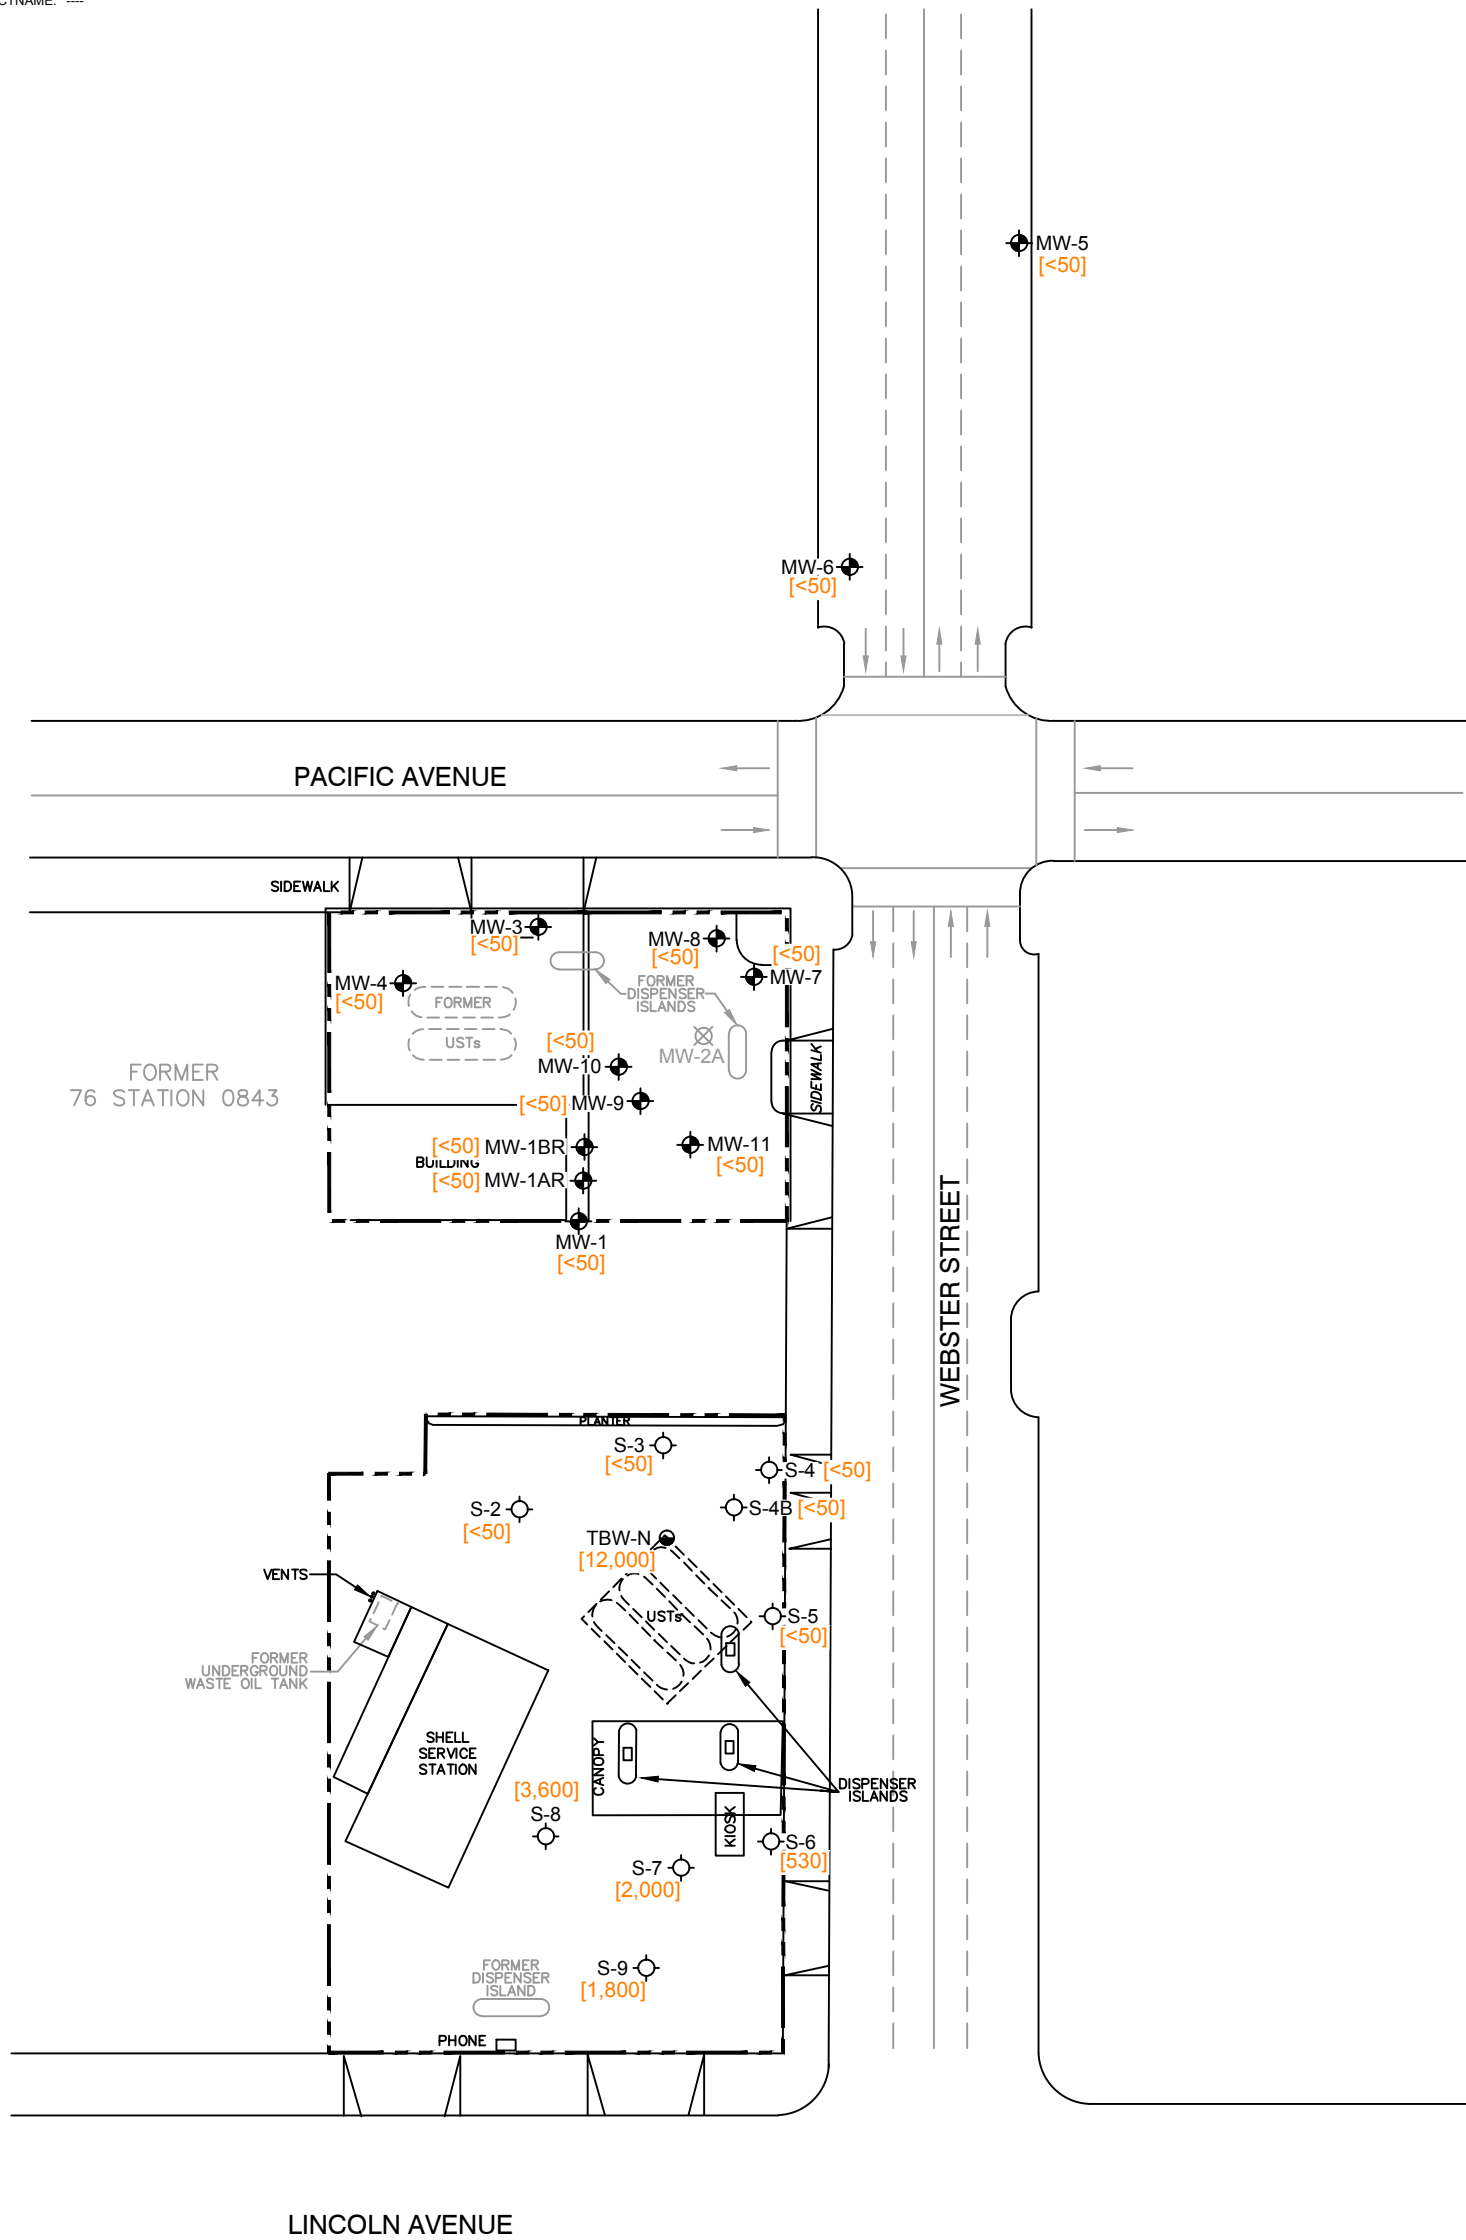 MW-5
[<50]
MW-6
[<50]
PACIFIC AVENUE
SIDEWALK
MW-3
[<50]
MW-8
[<50]
[<50]
MW-7
MW-4
[<50]
FORMER
USTs
FORMER
DISPENSER
ISLANDS
MW-2A
[<50]
MW-10
[<50] MW-9
SIDEWALK
FORMER
76 STATION 0843
[<50] MW-1BR
BUILDING
[<50] MW-1AR
MW-11
[<50]
MW-1
[<50]
WEBSTER STREET
PLANTER
S-3
[<50]
S-4 [<50]
S-2
[<50]
S-4B [<50]
TBW-N
[12,000]
VENTS
USTs
S-5
[<50]
FORMER
UNDERGROUND
WASTE OIL TANK
SHELL
SERVICE
STATION
CANOPY
DISPENSER
ISLANDS
[3,600]
S-8
KIOSK
S-6
[530]
S-7
[2,000]
FORMER
DISPENSER
ISLAND
S-9
[1,800]
PHONE
LINCOLN AVENUE